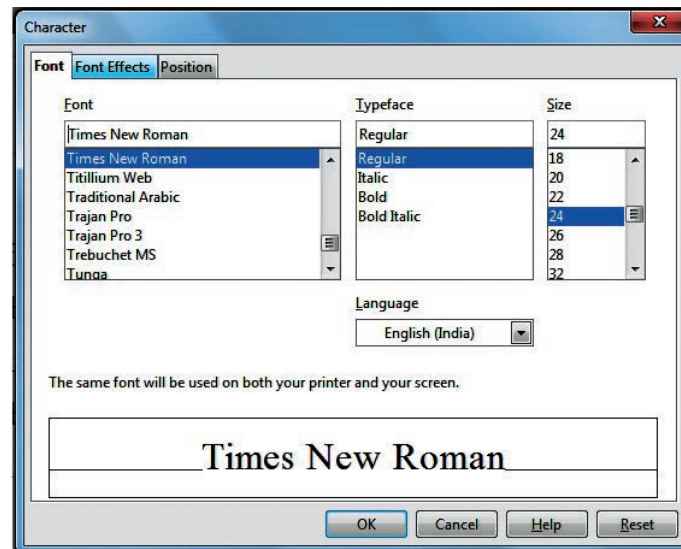 Character
Font Font Effects Position
Font Typeface Size
Times New Roman Regular 24
Times New Roman Regular 18
Titillium Web Italic 20
Traditional Arabic Bold 22
Trajan Pro Bold Italic 24
Trajan Pro 3 26
Trebuchet MS 28
Tunga 32
Language
English (India)
The same font will be used on both your printer and your screen.
Times New Roman
OK Cancel Help Reset